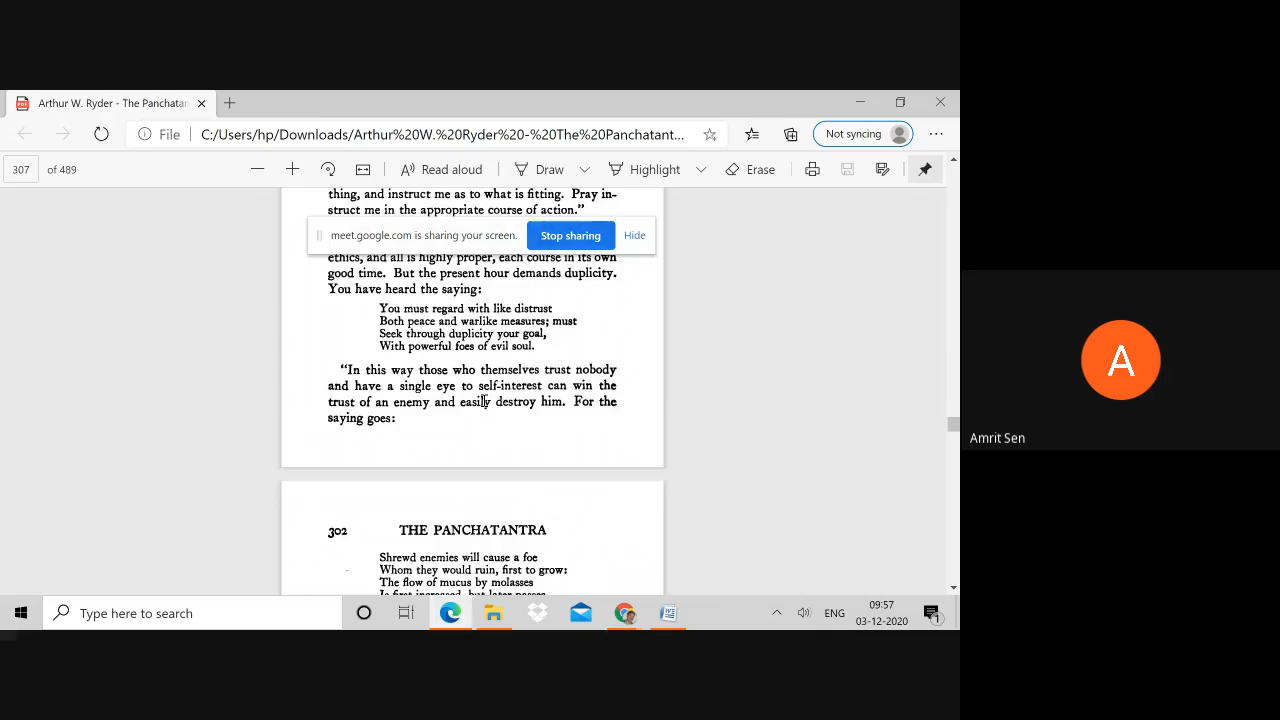 Arthur W. Ryder - The Panchatan
File C:/Users/hp/Downloads/Arthur%20W.%20Ryder%20-%20The%20Panchatant... Not syncing
307 of 489 Read aloud Draw Highlight Erase
thing, and instruct me as to what is fitting. Pray in-
struct me in the appropriate course of action."
meet.google.com is sharing your screen. Stop sharing Hide
ethics, and all is highly proper, each course in its own
good time. But the present hour demands duplicity.
You have heard the saying:
You must regard with like distrust
Both peace and warlike measures; must
Seek through duplicity your goal,
With powerful foes of evil soul.
"In this way those who themselves trust nobody
and have a single eye to self-interest can win the
trust of an enemy and easily destroy him. For the
saying goes:
302 THE PANCHATANTRA
Shrewd enemies will cause a foe
Whom they would ruin, first to grow:
The flow of mucus by molasses
Is first increased, but later passes
A
Amrit Sen
Type here to search
ENG
09:57
03-12-2020
1